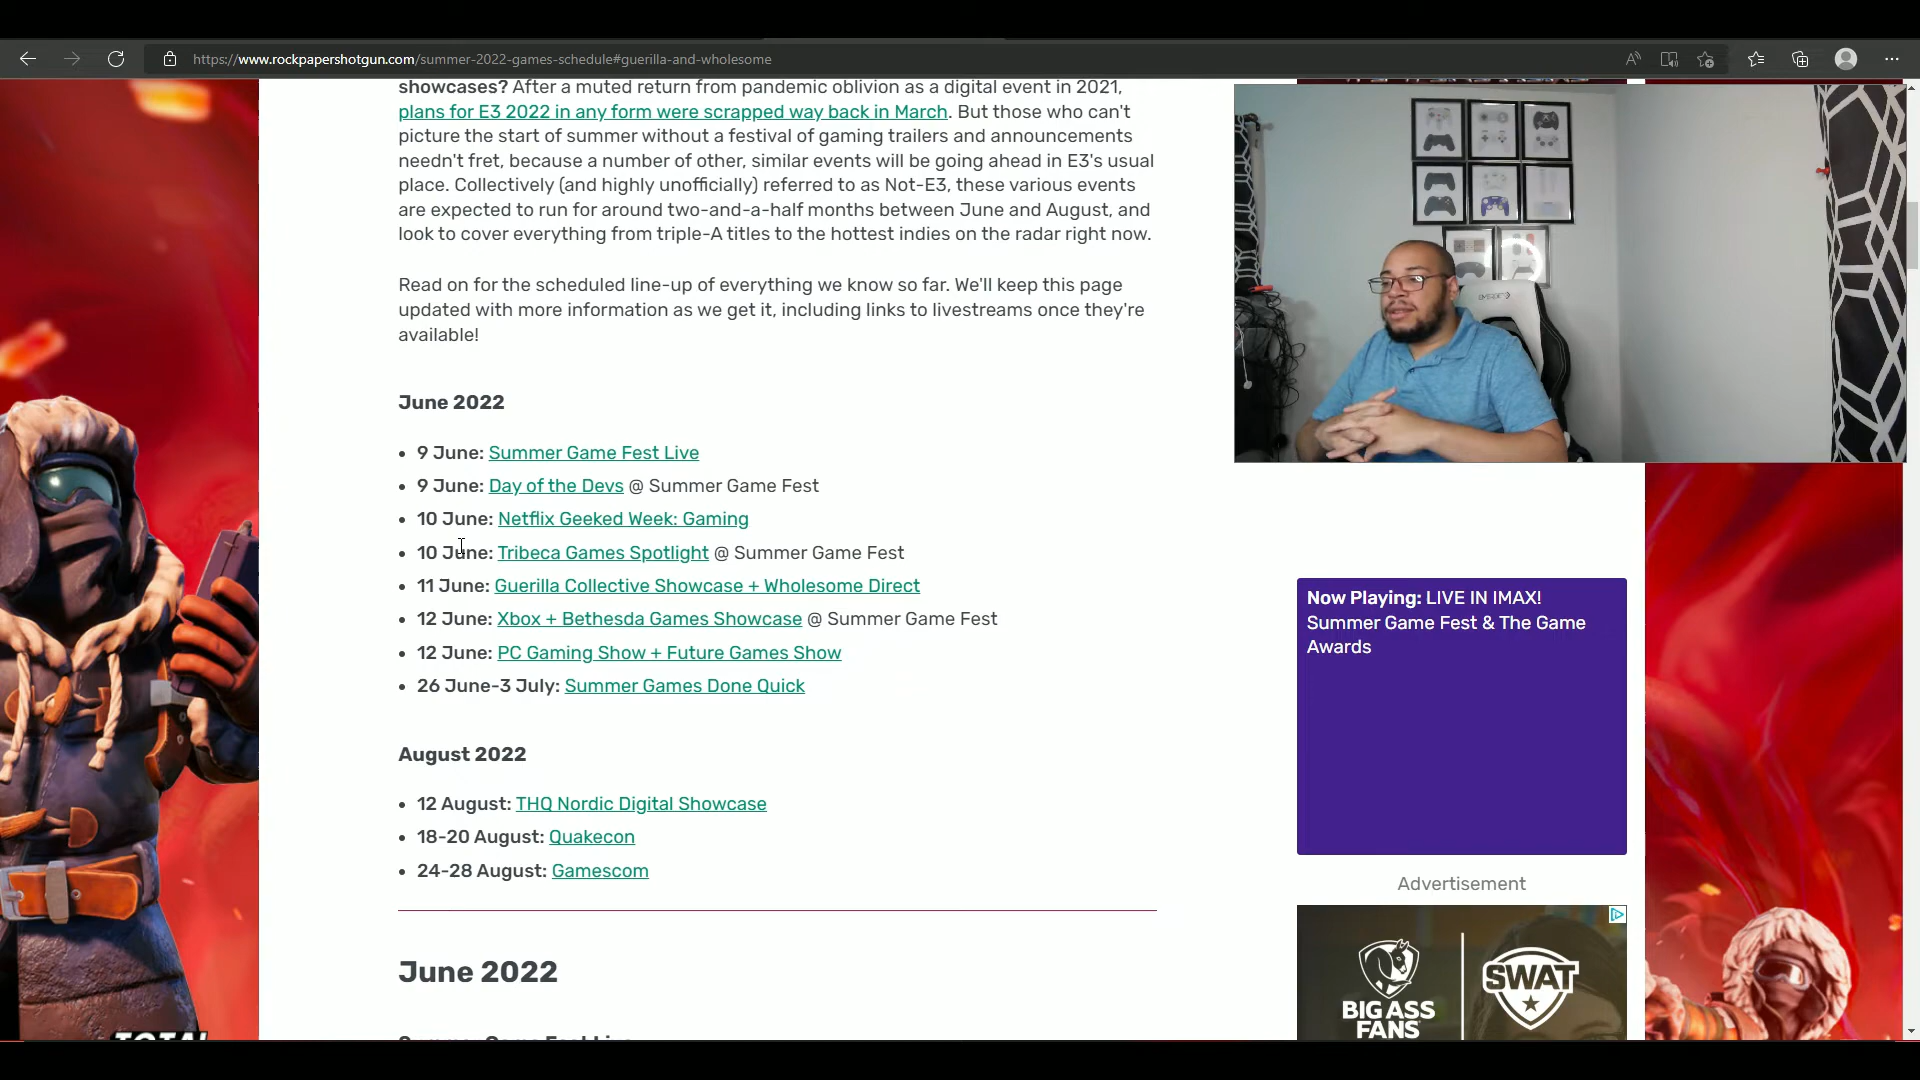 https://www.rockpapershotgun.com/summer-2022-games-schedule#guerilla-and-wholesome
showcases? After a muted return from pandemic oblivion as a digital event in 2021,
plans for E3 2022 in any form were scrapped way back in March. But those who can't
picture the start of summer without a festival of gaming trailers and announcements
needn't fret, because a number of other, similar events will be going ahead in E3's usual
place. Collectively (and highly unofficially) referred to as Not-E3, these various events
are expected to run for around two-and-a-half months between June and August, and
look to cover everything from triple-A titles to the hottest indies on the radar right now.
Read on for the scheduled line-up of everything we know so far. We'll keep this page
updated with more information as we get it, including links to livestreams once they're
available!
June 2022
• 9 June: Summer Game Fest Live
• 9 June: Day of the Devs @ Summer Game Fest
• 10 June: Netflix Geeked Week: Gaming
• 10 June: Tribeca Games Spotlight @ Summer Game Fest
• 11 June: Guerilla Collective Showcase + Wholesome Direct
• 12 June: Xbox + Bethesda Games Showcase @ Summer Game Fest
• 12 June: PC Gaming Show + Future Games Show
• 26 June-3 July: Summer Games Done Quick
August 2022
• 12 August: THQ Nordic Digital Showcase
• 18-20 August: Quakecon
• 24-28 August: Gamescom
June 2022
Now Playing: LIVE IN IMAX!
Summer Game Fest & The Game
Awards
Advertisement
BIG ASS
FANS
SWAT